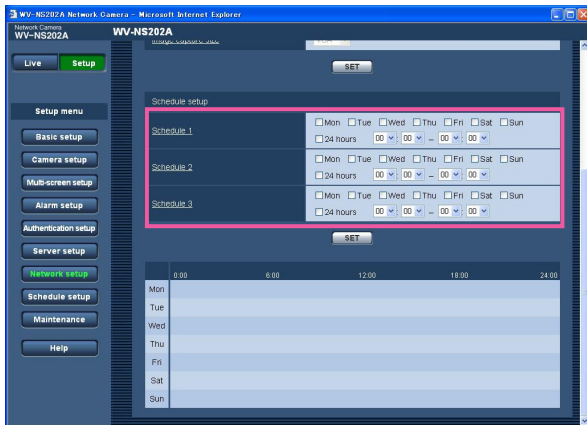 WV-NS202A Network Camera - Microsoft Internet Explorer
Network Camera
WV-NS202A
WV-NS202A
Live Setup
Image capture size
SET
Setup menu
Basic setup
Camera setup
Multi-screen setup
Alarm setup
Authentication setup
Server setup
Network setup
Schedule setup
Maintenance
Help
Schedule setup
Schedule 1
Mon Tue Wed Thu Fri Sat Sun
24 hours 00 : 00 - 00 : 00
Schedule 2
Mon Tue Wed Thu Fri Sat Sun
24 hours 00 : 00 - 00 : 00
Schedule 3
Mon Tue Wed Thu Fri Sat Sun
24 hours 00 : 00 - 00 : 00
SET
0:00 6:00 12:00 18:00 24:00
Mon
Tue
Wed
Thu
Fri
Sat
Sun